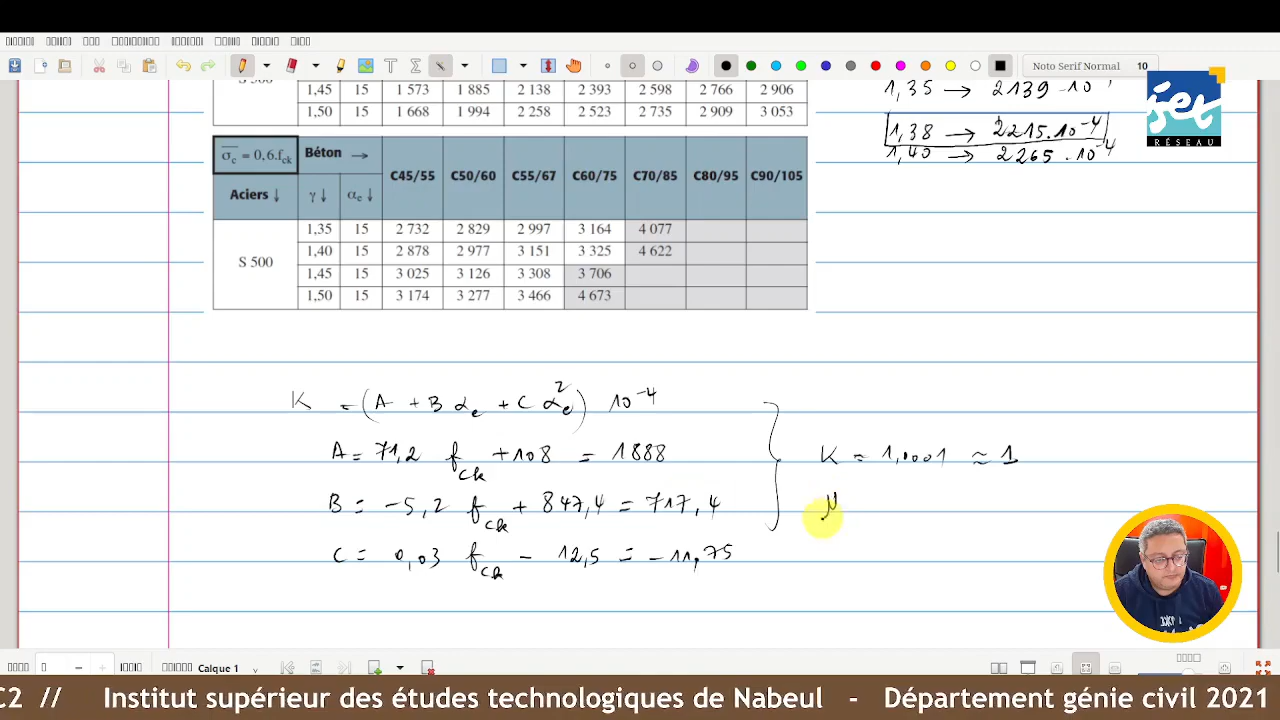 Noto Serif Normal 10
S 500 1,45 15 1 573 1 885 2 138 2 393 2 598 2 766 2 906
1,50 15 1 668 1 994 2 258 2 523 2 735 2 909 3 053
1,35 → 2139 · 10
1,38 → 2215.10⁻⁴
1,40 → 2265 . 10⁻⁴
iset
RÉSEAU
σc = 0,6.fck Béton → C45/55 C50/60 C55/67 C60/75 C70/85 C80/95 C90/105
Aciers ↓ γ ↓ αe ↓
S 500
1,35 15 2 732 2 829 2 997 3 164 4 077
1,40 15 2 878 2 977 3 151 3 325 4 622
1,45 15 3 025 3 126 3 308 3 706
1,50 15 3 174 3 277 3 466 4 673
K = (A + B αe + C αe²) 10⁻⁴
A = 71,2 fck + 108 = 1888
B = -5,2 fck + 847,4 = 717,4
C = 0,03 fck - 12,5 = -11,75
K = 1,0001 ≈ 1
μ
Calque 1
C2 // Institut supérieur des études technologiques de Nabeul - Département génie civil 2021